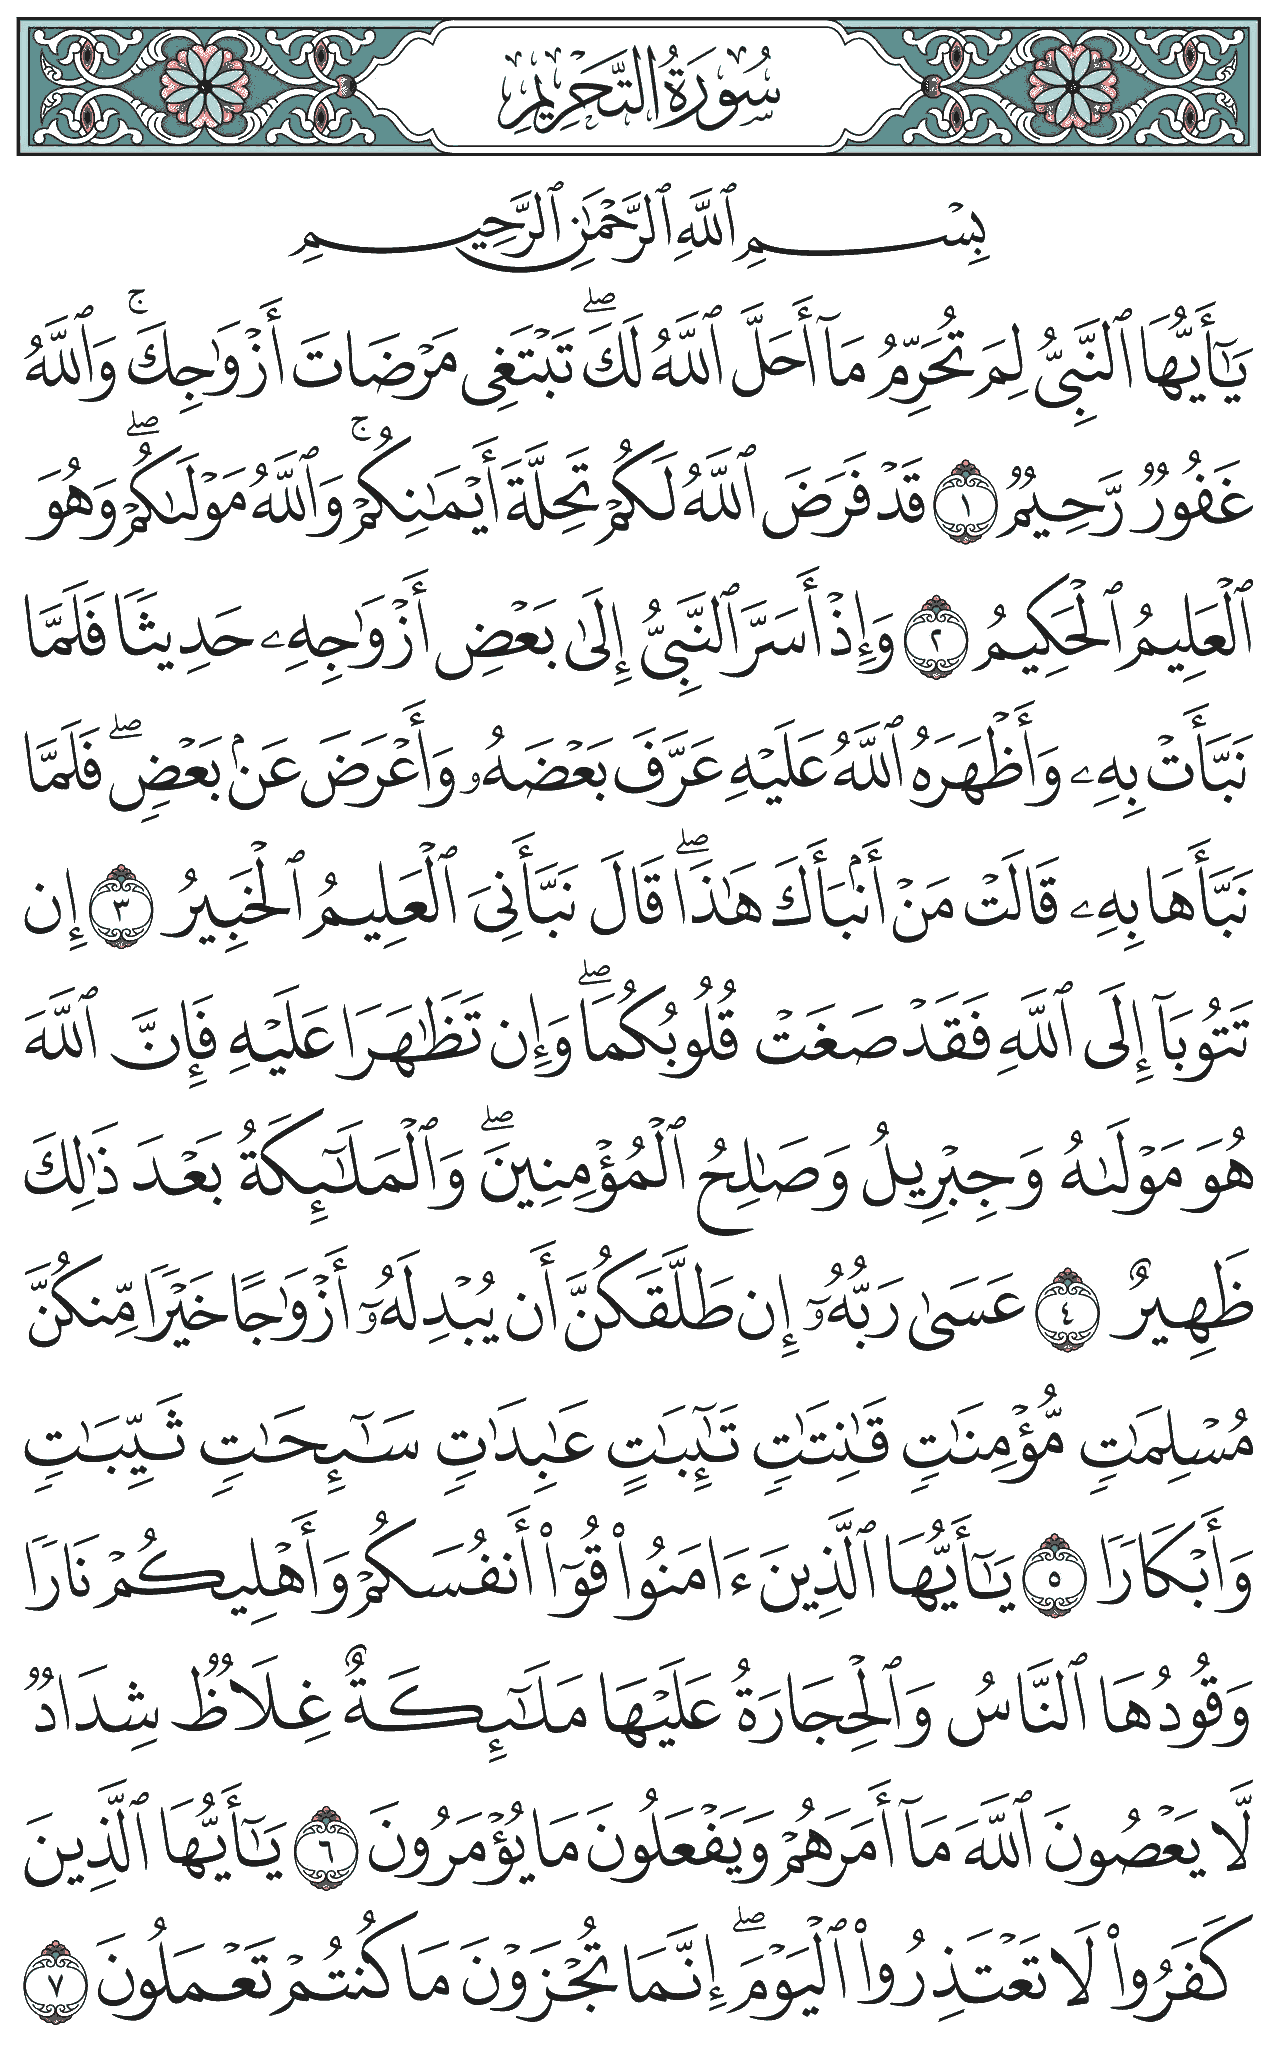 سُورَةُ التَّحْرِيمِ
بِسْمِ ٱللَّهِ ٱلرَّحْمَٰنِ ٱلرَّحِيمِ
يَٰٓأَيُّهَا ٱلنَّبِىُّ لِمَ تُحَرِّمُ مَآ أَحَلَّ ٱللَّهُ لَكَ ۖ تَبْتَغِى مَرْضَاتَ أَزْوَٰجِكَ ۚ وَٱللَّهُ
غَفُورٌ رَّحِيمٌ ١ قَدْ فَرَضَ ٱللَّهُ لَكُمْ تَحِلَّةَ أَيْمَٰنِكُمْ ۚ وَٱللَّهُ مَوْلَىٰكُمْ ۖ وَهُوَ
ٱلْعَلِيمُ ٱلْحَكِيمُ ٢ وَإِذْ أَسَرَّ ٱلنَّبِىُّ إِلَىٰ بَعْضِ أَزْوَٰجِهِۦ حَدِيثًا فَلَمَّا
نَبَّأَتْ بِهِۦ وَأَظْهَرَهُ ٱللَّهُ عَلَيْهِ عَرَّفَ بَعْضَهُۥ وَأَعْرَضَ عَنۢ بَعْضٍ ۖ فَلَمَّا
نَبَّأَهَا بِهِۦ قَالَتْ مَنْ أَنۢبَأَكَ هَٰذَا ۖ قَالَ نَبَّأَنِىَ ٱلْعَلِيمُ ٱلْخَبِيرُ ٣ إِن
تَتُوبَآ إِلَى ٱللَّهِ فَقَدْ صَغَتْ قُلُوبُكُمَا ۖ وَإِن تَظَٰهَرَا عَلَيْهِ فَإِنَّ ٱللَّهَ
هُوَ مَوْلَىٰهُ وَجِبْرِيلُ وَصَٰلِحُ ٱلْمُؤْمِنِينَ ۖ وَٱلْمَلَٰٓئِكَةُ بَعْدَ ذَٰلِكَ
ظَهِيرٌ ٤ عَسَىٰ رَبُّهُۥٓ إِن طَلَّقَكُنَّ أَن يُبْدِلَهُۥٓ أَزْوَٰجًا خَيْرًا مِّنكُنَّ
مُسْلِمَٰتٍ مُّؤْمِنَٰتٍ قَٰنِتَٰتٍ تَٰٓئِبَٰتٍ عَٰبِدَٰتٍ سَٰٓئِحَٰتٍ ثَيِّبَٰتٍ
وَأَبْكَارًا ٥ يَٰٓأَيُّهَا ٱلَّذِينَ ءَامَنُوا۟ قُوٓا۟ أَنفُسَكُمْ وَأَهْلِيكُمْ نَارًا
وَقُودُهَا ٱلنَّاسُ وَٱلْحِجَارَةُ عَلَيْهَا مَلَٰٓئِكَةٌ غِلَاظٌ شِدَادٌ
لَّا يَعْصُونَ ٱللَّهَ مَآ أَمَرَهُمْ وَيَفْعَلُونَ مَا يُؤْمَرُونَ ٦ يَٰٓأَيُّهَا ٱلَّذِينَ
كَفَرُوا۟ لَا تَعْتَذِرُوا۟ ٱلْيَوْمَ ۖ إِنَّمَا تُجْزَوْنَ مَا كُنتُمْ تَعْمَلُونَ ٧